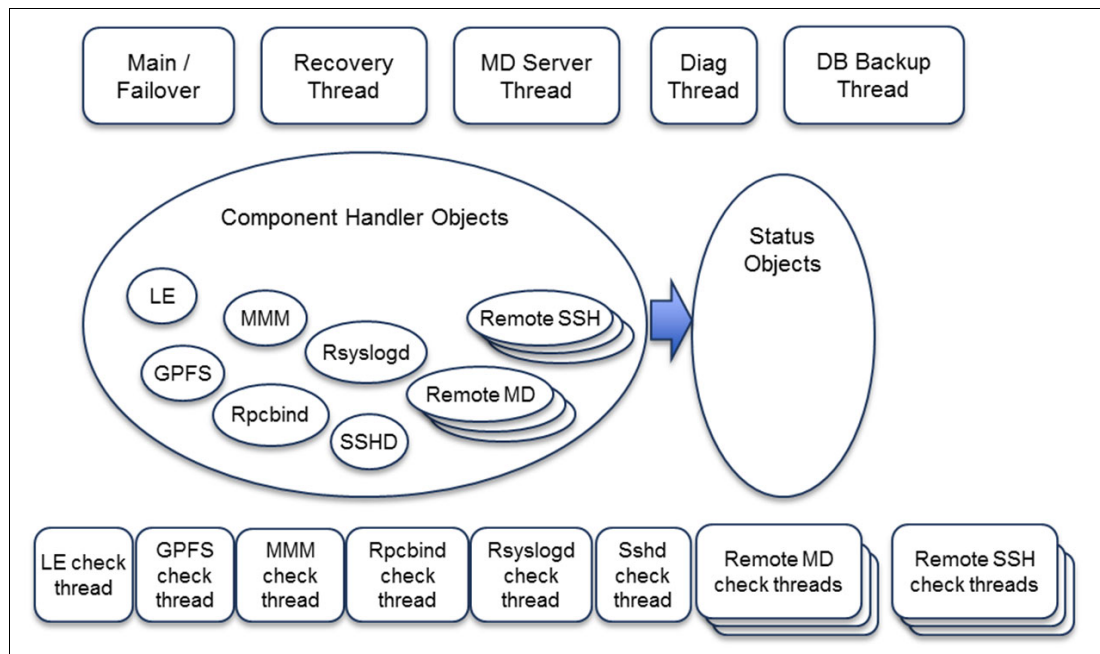 Main /
Failover
Recovery
Thread
MD Server
Thread
Diag
Thread
DB Backup
Thread
Component Handler Objects
Status
Objects
LE
MMM
Remote SSH
Rsyslogd
GPFS
Remote MD
Rpcbind
SSHD
LE check
thread
GPFS
check
thread
MMM
check
thread
Rpcbind
check
thread
Rsyslogd
check
thread
Sshd
check
thread
Remote MD
check threads
Remote SSH
check threads